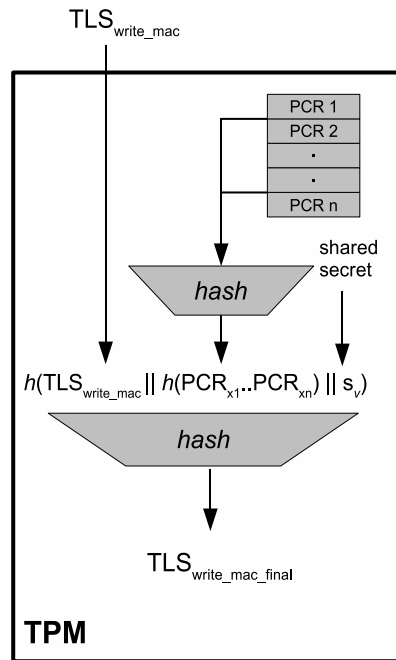 TLSwrite_mac
PCR 1
PCR 2
.
.
PCR n
shared
secret
hash
h(TLSwrite_mac || h(PCRx1..PCRxn) || sv)
hash
TLSwrite_mac_final
TPM